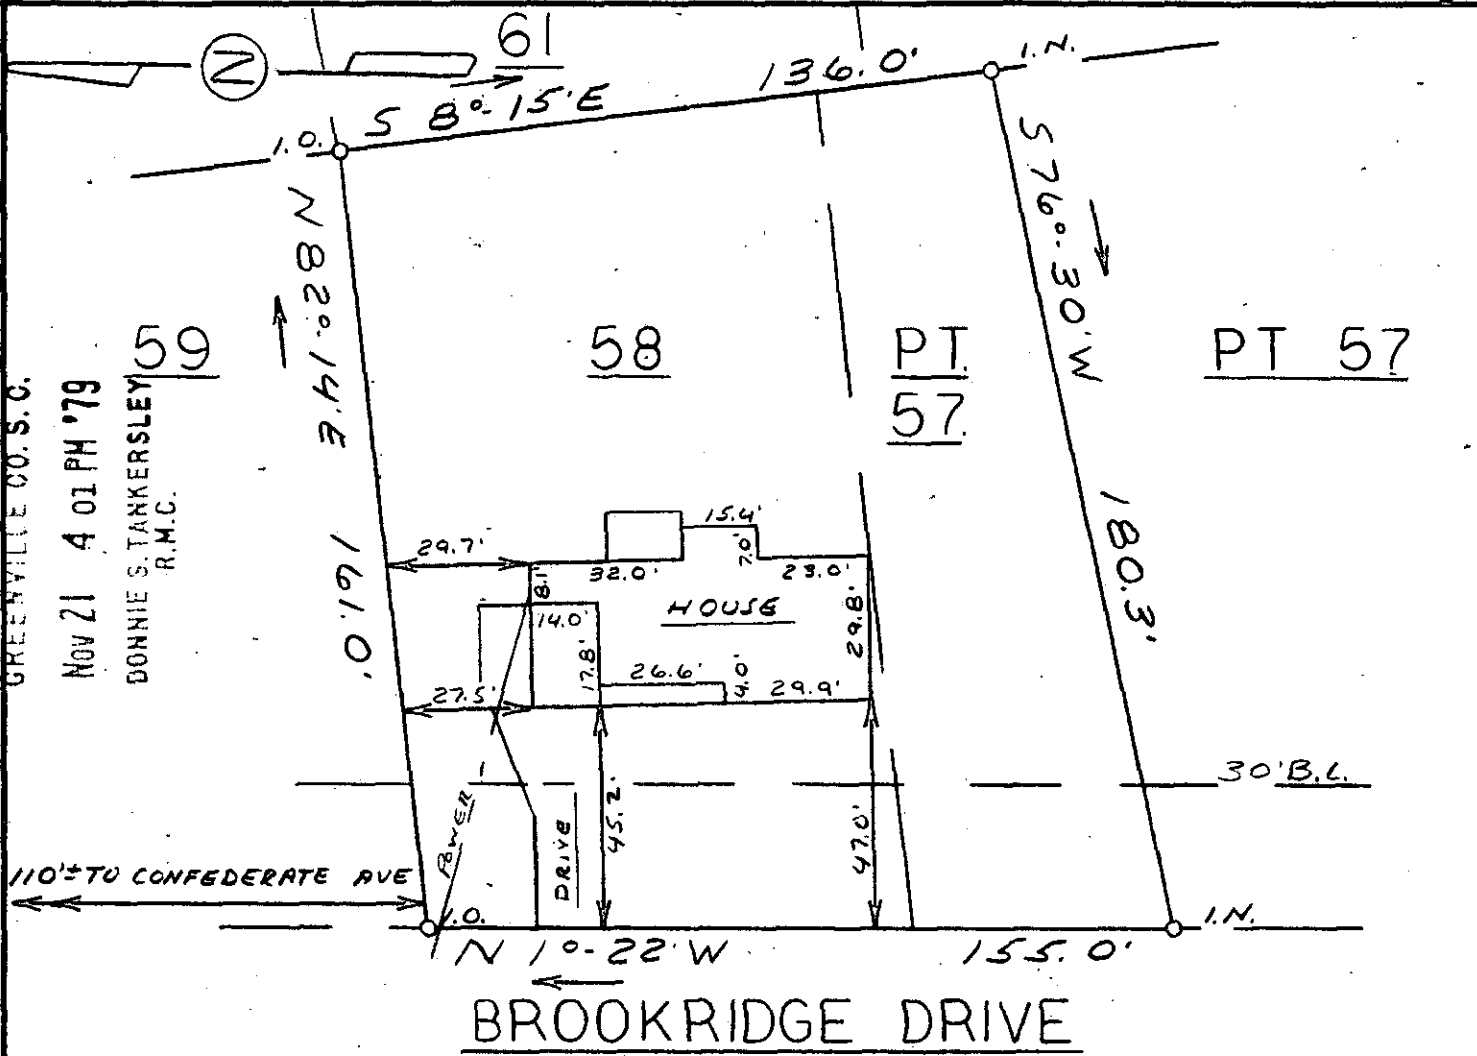 61
N
I.N.
136.0'
S 8°-15'E
I.O.
N 82°-14'E
161.0'
S 76°-30'W
180.3'
59
58
PT.
57.
PT 57
GREENVILLE CO. S. C.
NOV 21 4 01 PM '79
DONNIE S. TANKERSLEY
R.M.C.
15.4'
29.7'
7.0'
32.0'
23.0'
8.1'
HOUSE
14.0'
29.8'
17.8'
26.6'
4.0'
27.5'
29.9'
30' B.L.
POWER
DRIVE
45.2'
47.0'
110'± TO CONFEDERATE AVE
I.O.
I.N.
N 1°-22'W
155.0'
BROOKRIDGE DRIVE